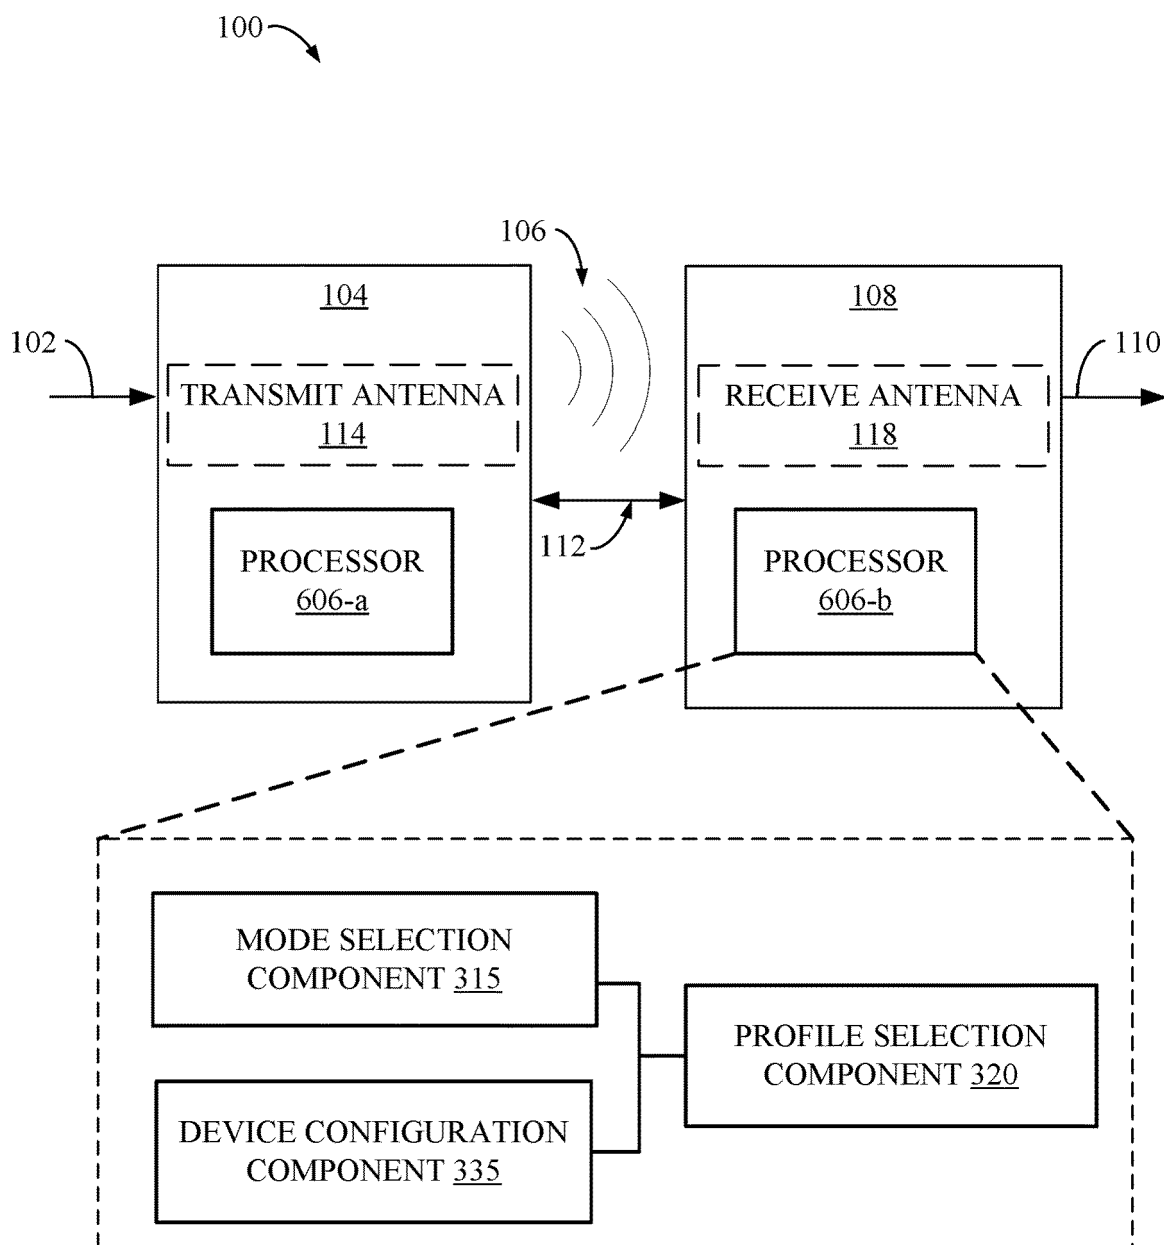 100
106
104
108
102
110
TRANSMIT ANTENNA
114
RECEIVE ANTENNA
118
112
PROCESSOR
606-a
PROCESSOR
606-b
MODE SELECTION
COMPONENT 315
PROFILE SELECTION
COMPONENT 320
DEVICE CONFIGURATION
COMPONENT 335